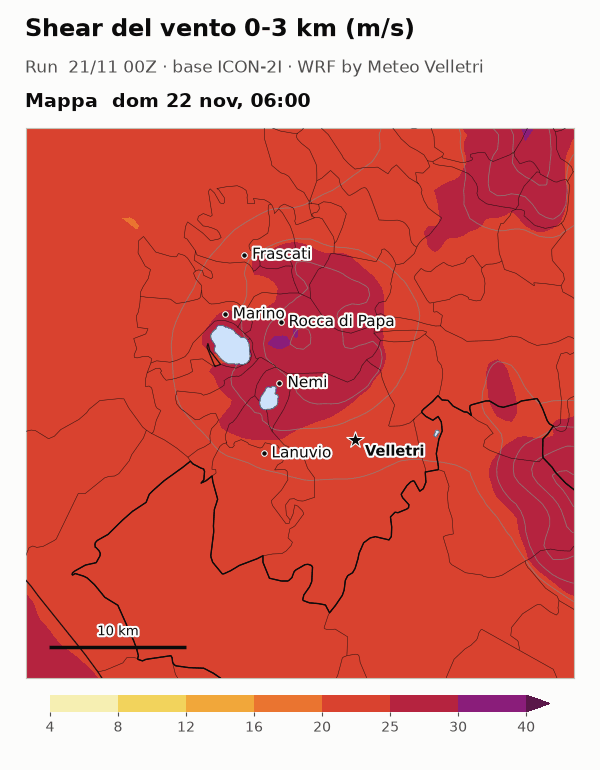 Shear del vento 0-3 km (m/s)
Run  21/11 00Z · base ICON-2I · WRF by Meteo Velletri
Mappa  dom 22 nov, 06:00
Frascati
Marino
Rocca di Papa
Nemi
Lanuvio
Velletri
10 km
4 8 12 16 20 25 30 40